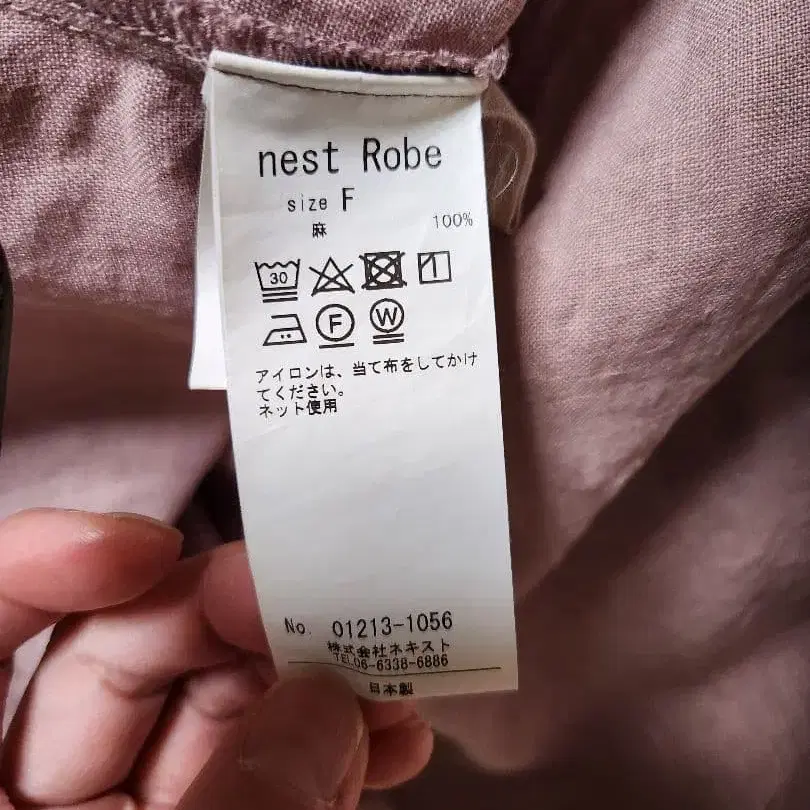 nest Robe
size F
麻 100%
30
F W
アイロンは、当て布をしてかけ
てください。
ネット使用
No. 01213-1056
株式会社ネキスト
TEL06-6338-6886
日本製